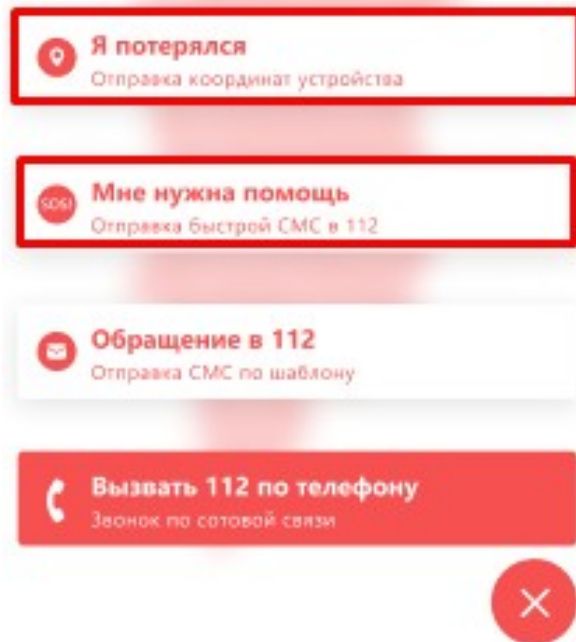 Я потерялся
Отправка координат устройства
SOS!
Мне нужна помощь
Отправка быстрой СМС в 112
Обращение в 112
Отправка СМС по шаблону
Вызвать 112 по телефону
Звонок по сотовой связи